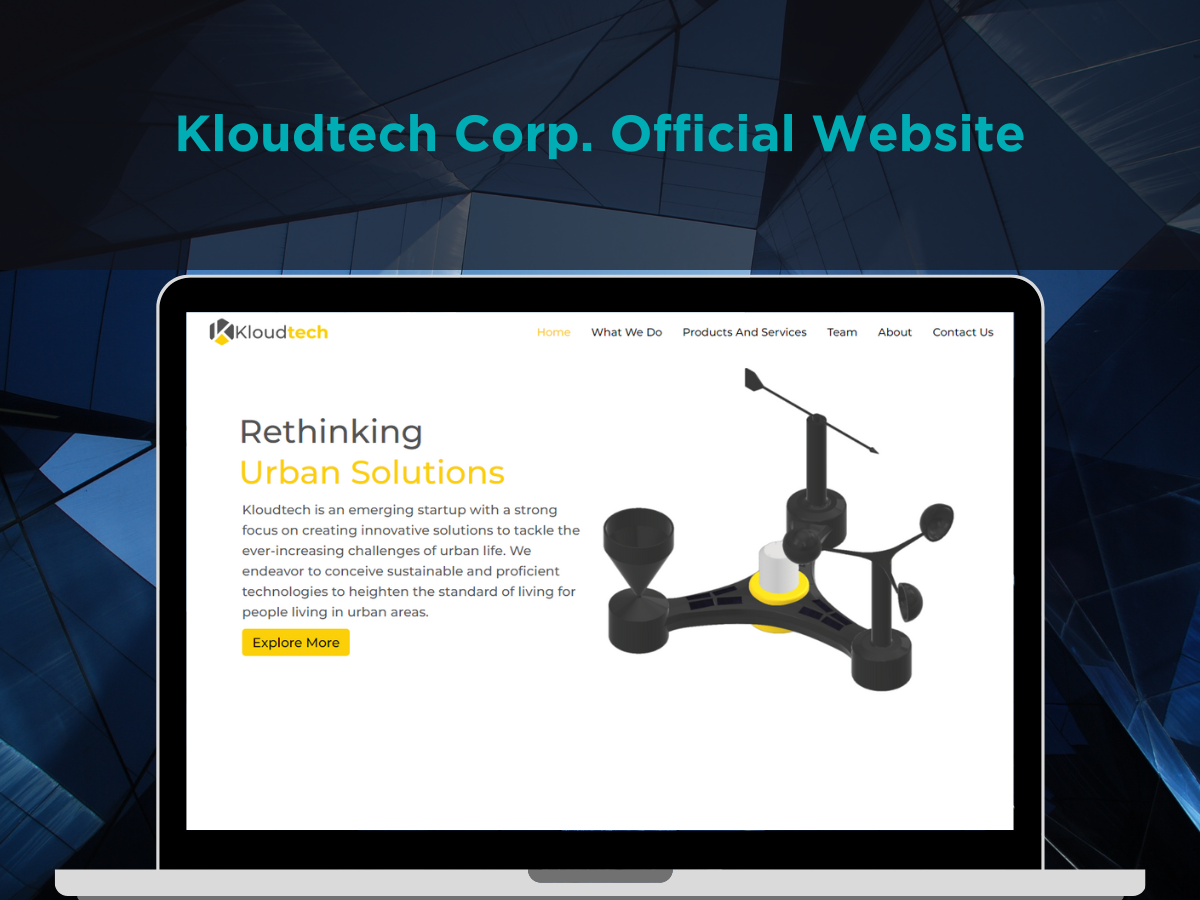 Kloudtech Corp. Official Website
Kloudtech
Home What We Do Products And Services Team About Contact Us
Rethinking
Urban Solutions
Kloudtech is an emerging startup with a strong
focus on creating innovative solutions to tackle the
ever-increasing challenges of urban life. We
endeavor to conceive sustainable and proficient
technologies to heighten the standard of living for
people living in urban areas.
Explore More